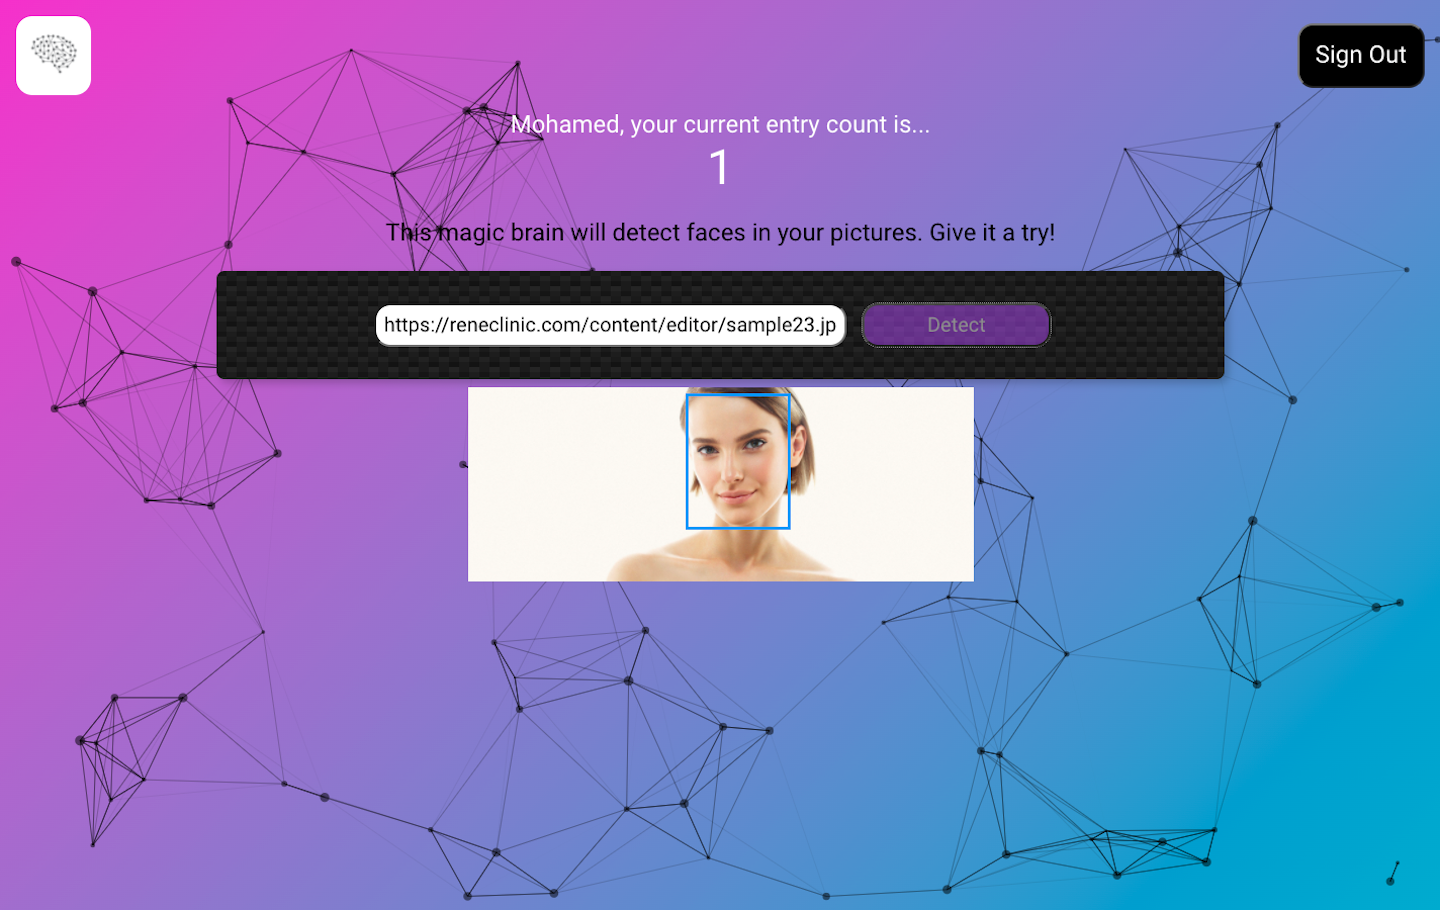 Sign Out
Mohamed, your current entry count is...
1
This magic brain will detect faces in your pictures. Give it a try!
https://reneclinic.com/content/editor/sample23.jp
Detect